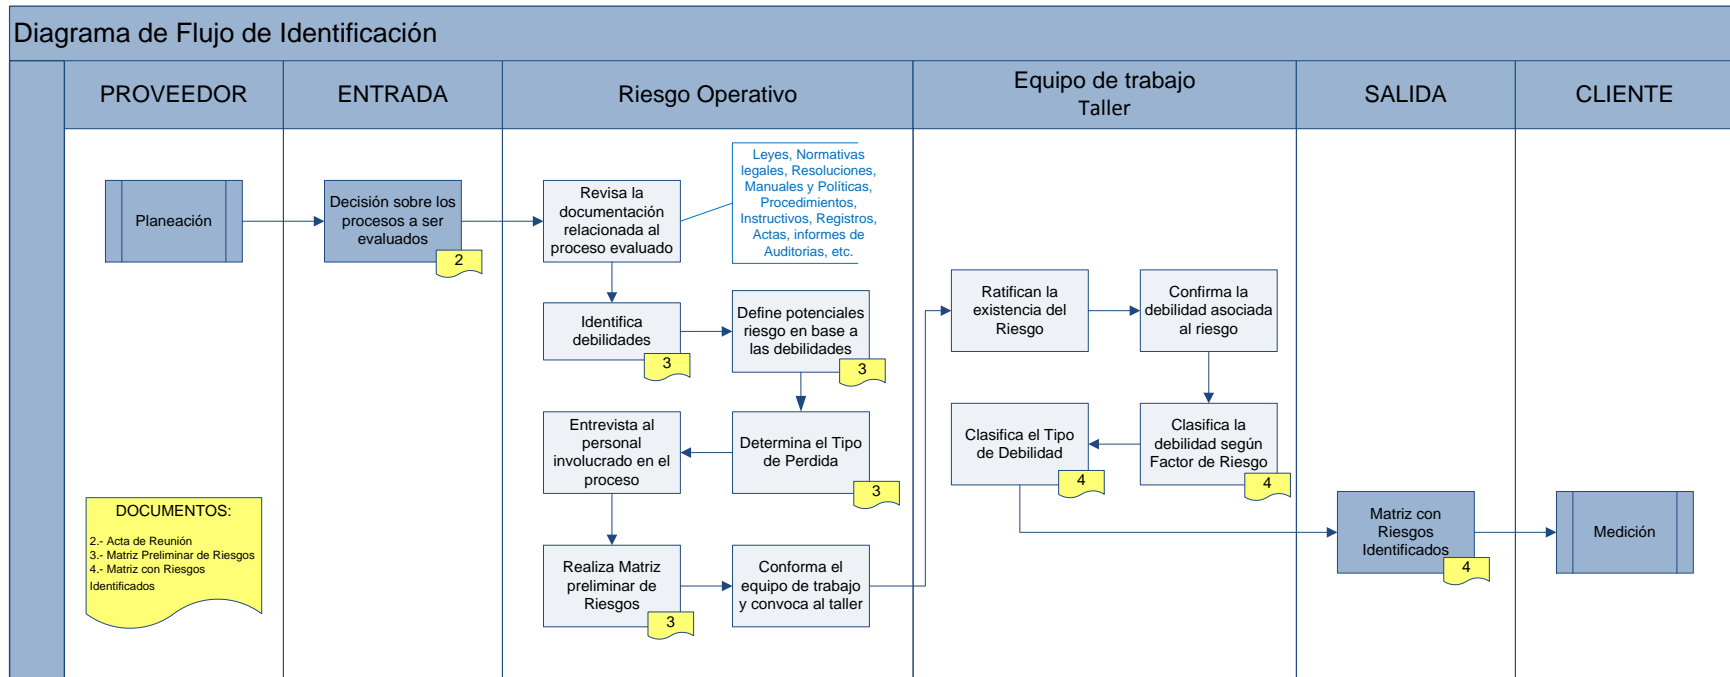 Diagrama de Flujo de Identificación
PROVEEDOR
ENTRADA
Riesgo Operativo
Equipo de trabajo
Taller
SALIDA
CLIENTE
Planeación
Decisión sobre los
procesos a ser
evaluados
2
Revisa la
documentación
relacionada al
proceso evaluado
Leyes, Normativas
legales, Resoluciones,
Manuales y Políticas,
Procedimientos,
Instructivos, Registros,
Actas, informes de
Auditorias, etc.
Identifica
debilidades
3
Define potenciales
riesgo en base a
las debilidades
3
Entrevista al
personal
involucrado en el
proceso
Determina el Tipo
de Perdida
3
Realiza Matriz
preliminar de
Riesgos
3
Conforma el
equipo de trabajo
y convoca al taller
Ratifican la
existencia del
Riesgo
Confirma la
debilidad asociada
al riesgo
Clasifica el Tipo
de Debilidad
4
Clasifica la
debilidad según
Factor de Riesgo
4
Matriz con
Riesgos
Identificados
4
Medición
DOCUMENTOS:
2.- Acta de Reunión
3.- Matriz Preliminar de Riesgos
4.- Matriz con Riesgos
Identificados